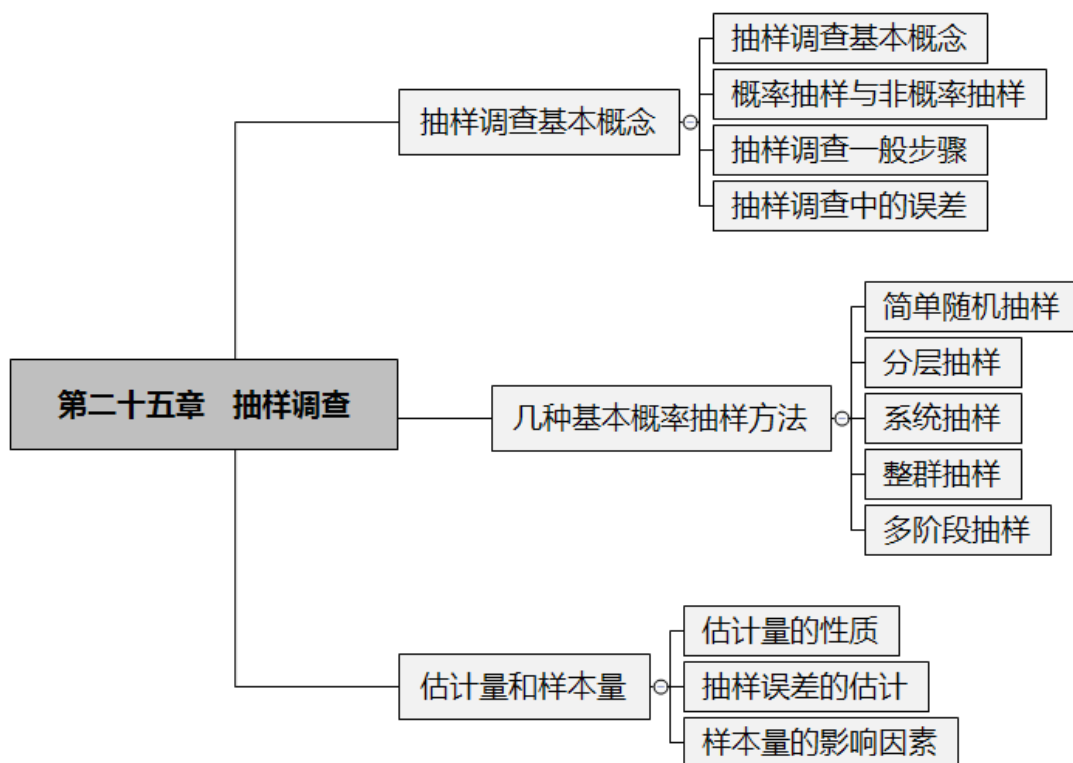 第二十五章 抽样调查
抽样调查基本概念
抽样调查基本概念
概率抽样与非概率抽样
抽样调查一般步骤
抽样调查中的误差
几种基本概率抽样方法
简单随机抽样
分层抽样
系统抽样
整群抽样
多阶段抽样
估计量和样本量
估计量的性质
抽样误差的估计
样本量的影响因素